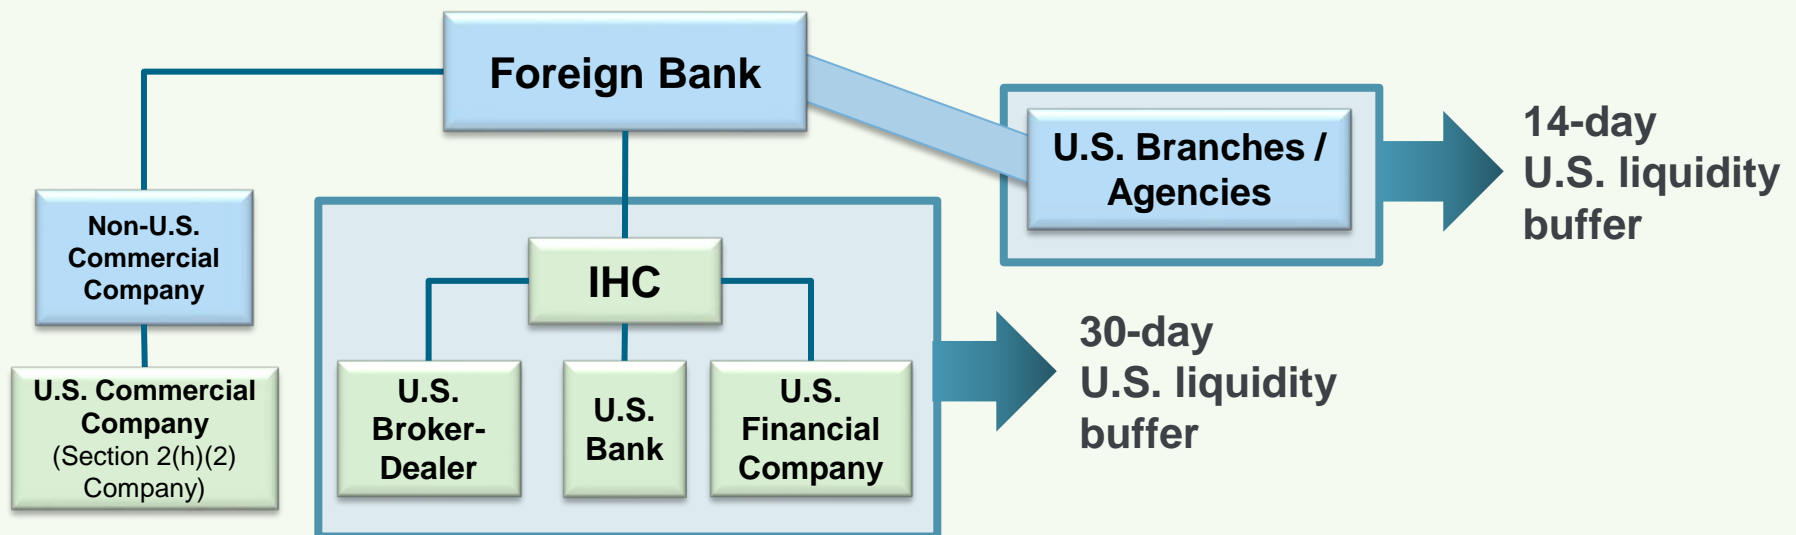 Foreign Bank
U.S. Branches /
Agencies
14-day
U.S. liquidity
buffer
Non-U.S.
Commercial
Company
IHC
30-day
U.S. liquidity
buffer
U.S. Commercial
Company
(Section 2(h)(2)
Company)
U.S.
Broker-
Dealer
U.S.
Bank
U.S.
Financial
Company